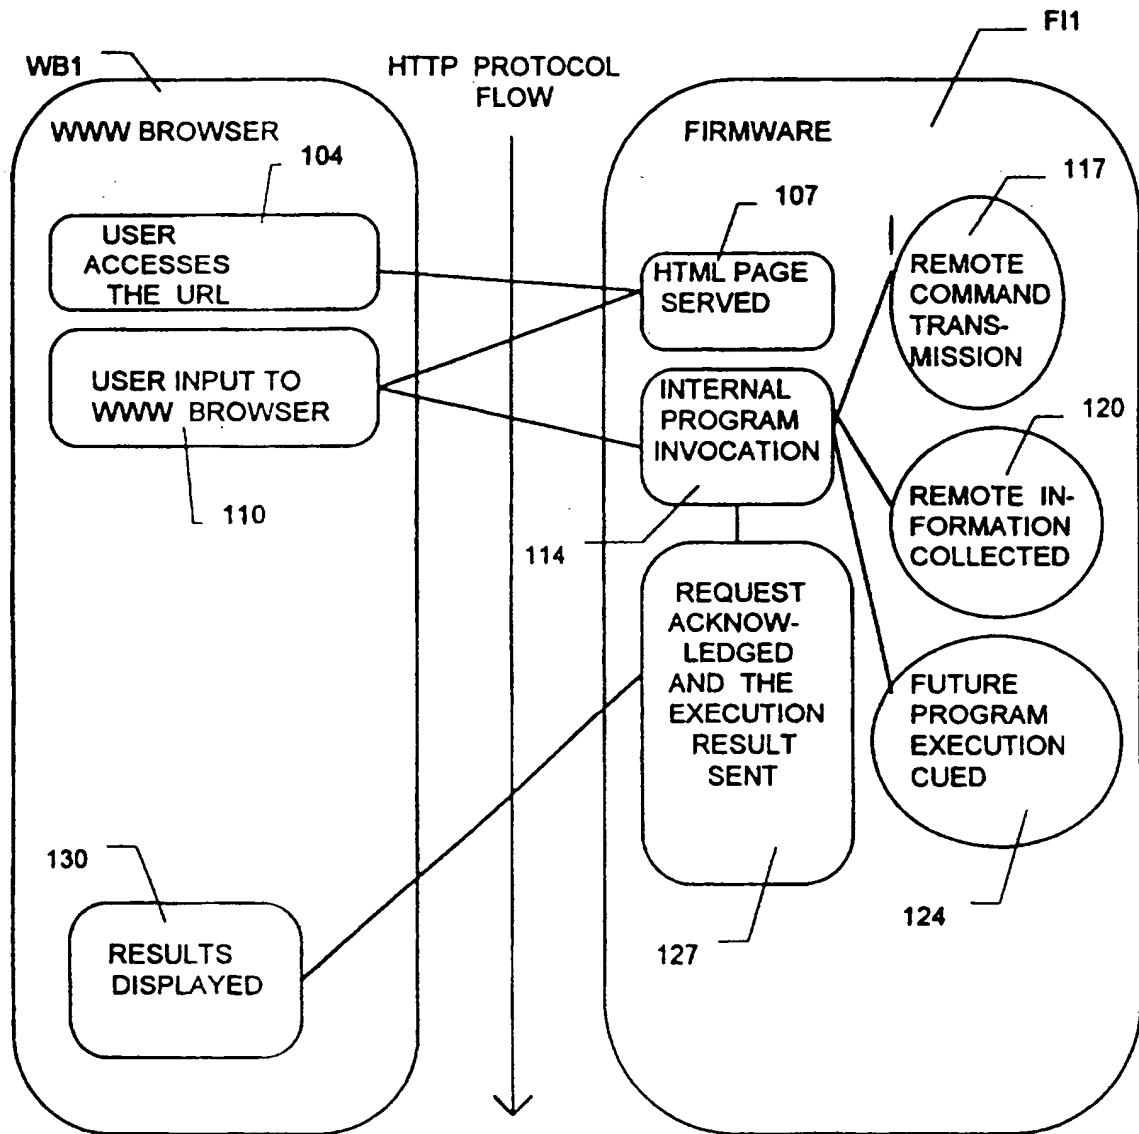 FI1
WB1
HTTP PROTOCOL
FLOW
WWW BROWSER
FIRMWARE
104
117
107
USER
ACCESSES
THE URL
HTML PAGE
SERVED
REMOTE
COMMAND
TRANS-
MISSION
USER INPUT TO
WWW BROWSER
INTERNAL
PROGRAM
INVOCATION
120
110
REMOTE IN-
FORMATION
COLLECTED
114
REQUEST
ACKNOW-
LEDGED
AND THE
EXECUTION
RESULT
SENT
FUTURE
PROGRAM
EXECUTION
CUED
130
124
127
RESULTS
DISPLAYED